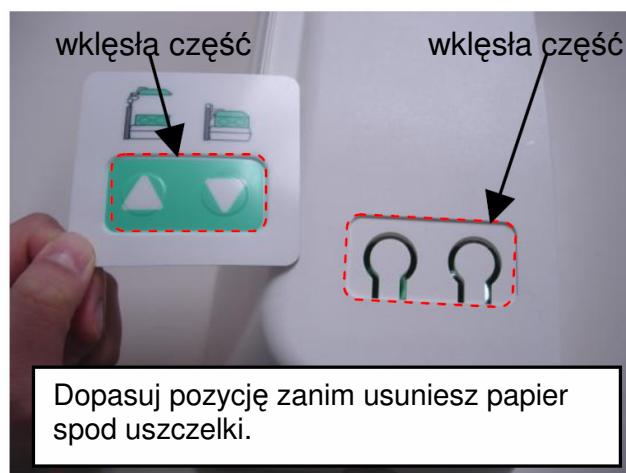 wklęsła część wklęsła część
Dopasuj pozycję zanim usuniesz papier
spod uszczelki.